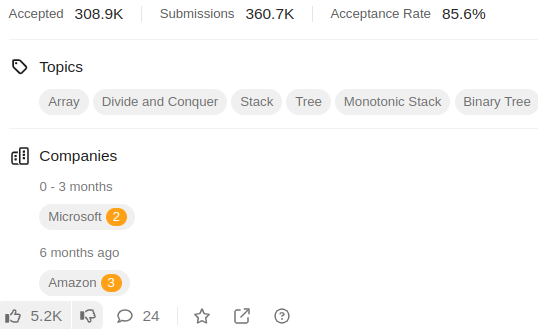 Accepted 308.9K Submissions 360.7K Acceptance Rate 85.6%
Topics
Array Divide and Conquer Stack Tree Monotonic Stack Binary Tree
Companies
0 - 3 months
Microsoft 2
6 months ago
Amazon 3
5.2K 24